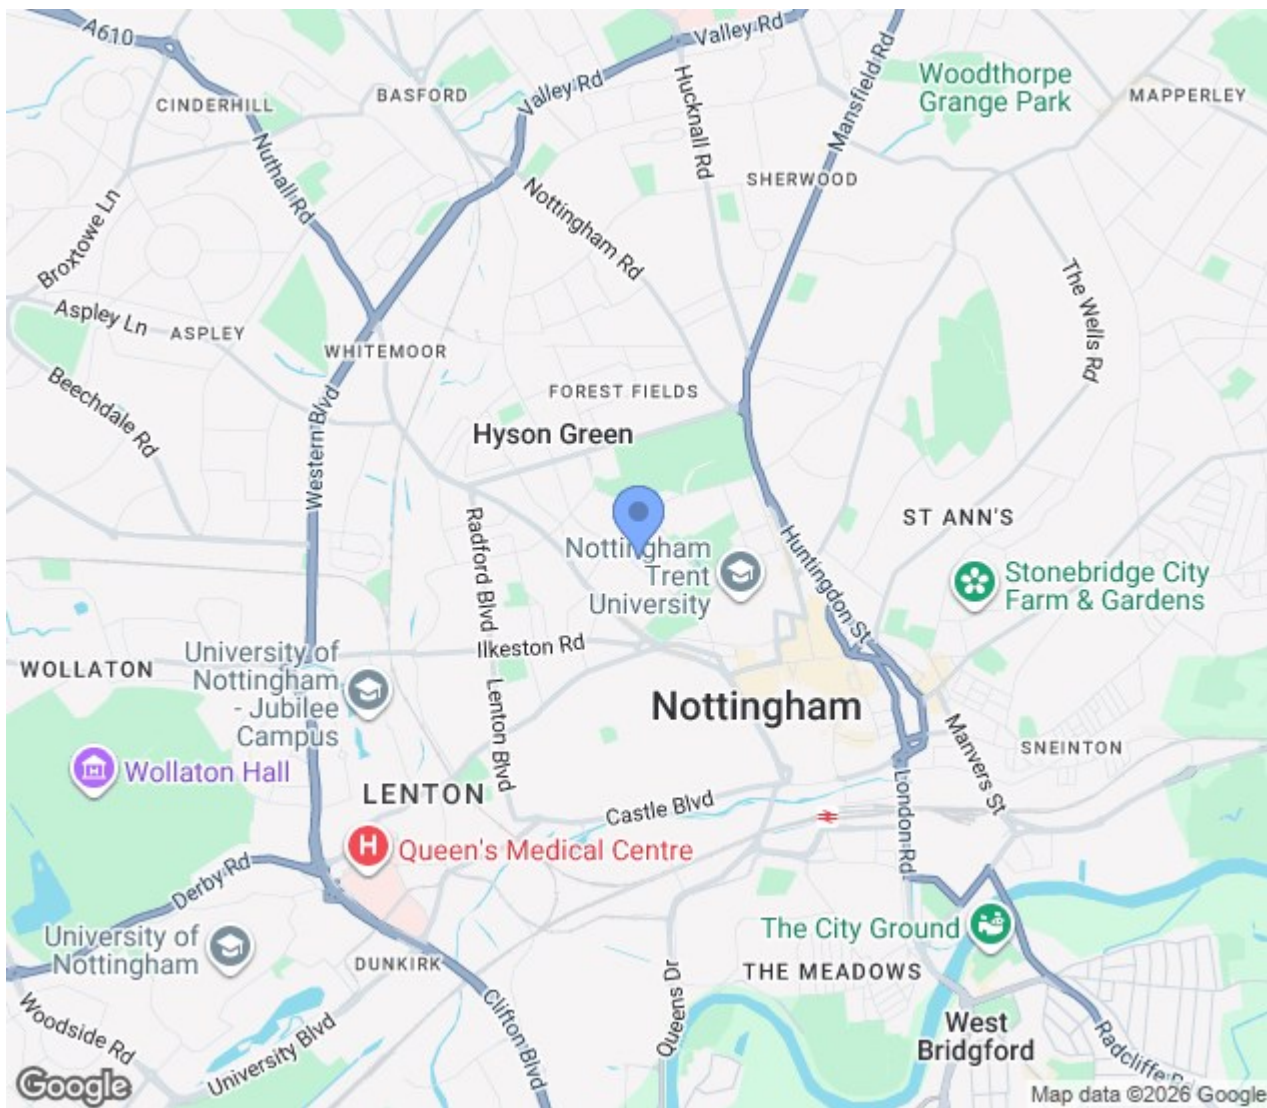 A610
Valley Rd
Woodthorpe
Grange Park
MAPPERLEY
CINDERHILL
BASFORD
Valley Rd
Hucknall Rd
Mansfield Rd
Nuthall Rd
SHERWOOD
Broxtowe Ln
Nottingham Rd
The Wells Rd
Aspley Ln
ASPLEY
WHITEMOOR
Beechdale Rd
FOREST FIELDS
Western Blvd
Hyson Green
ST ANN'S
Radford Blvd
Huntingdon St
Nottingham
Trent
University
Stonebridge City
Farm & Gardens
Ilkeston Rd
WOLLATON
University of
Nottingham
- Jubilee
Campus
Lenton Blvd
Nottingham
Manvers St
SNEINTON
Wollaton Hall
LENTON
Castle Blvd
London Rd
H
Queen's Medical Centre
Derby Rd
University of
Nottingham
The City Ground
DUNKIRK
Queens Dr
THE MEADOWS
Clifton Blvd
Woodside Rd
University Blvd
West
Bridgford
Radcliffe Rd
Google
Map data ©2026 Google